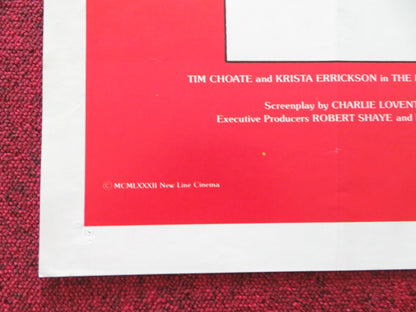 TIM CHOATE and KRISTA ERRICKSON in THE
Screenplay by CHARLIE LOVENT
Executive Producers ROBERT SHAYE and
© MCMLXXXII New Line Cinema